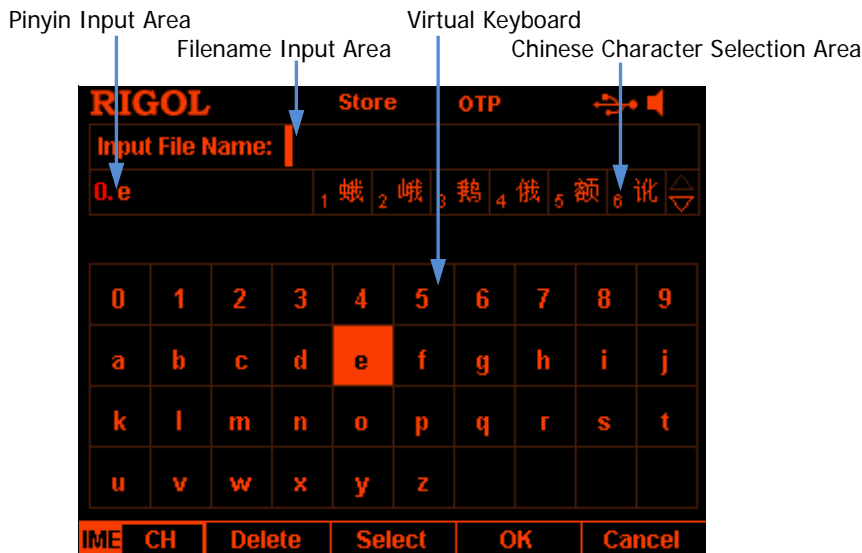 Pinyin Input Area Virtual Keyboard
Filename Input Area Chinese Character Selection Area
RIGOL Store OTP
Input File Name:
0.e 1 蛾 2 峨 3 鹅 4 俄 5 额 6 讹
0 1 2 3 4 5 6 7 8 9
a b c d e f g h i j
k l m n o p q r s t
u v w x y z
IME CH Delete Select OK Cancel